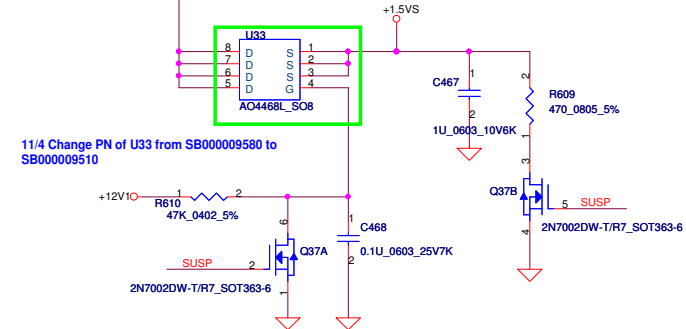 +1.5VS
U33
8 D S 1
7 D S 2
6 D S 3
5 D G 4
AO4468L_SO8
C467
1
2
1U_0603_10V6K
2
R609
470_0805_5%
1
11/4 Change PN of U33 from SB000009580 to
SB000009510
3
Q37B
5
SUSP
4
2N7002DW-T/R7_SOT363-6
+12V1
1
2
R610
47K_0402_5%
6
1
C468
0.1U_0603_25V7K
2
Q37A
SUSP
2
2N7002DW-T/R7_SOT363-6
1